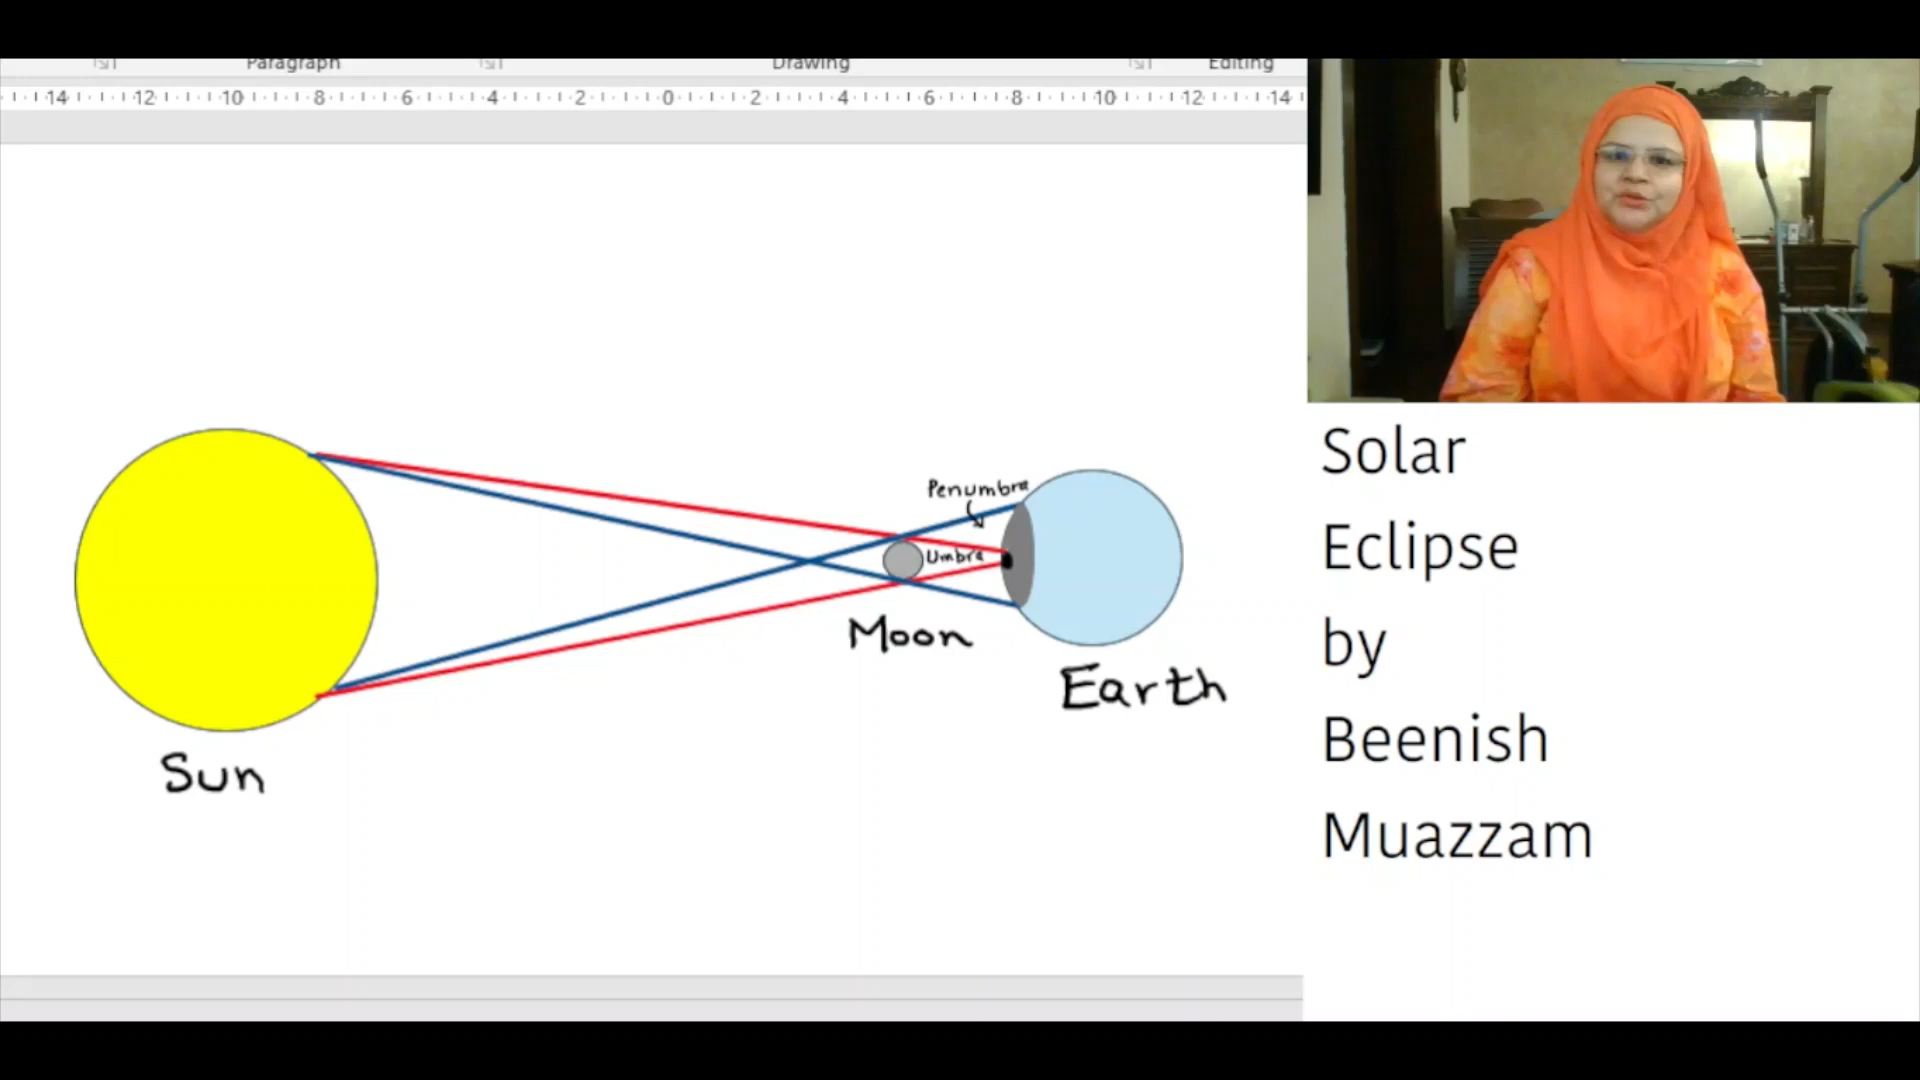 Paragraph Drawing Editing
14 12 10 8 6 4 2 0 2 4 6 8 10 12 14
Penumbra
Umbra
Moon
Earth
Sun
Solar
Eclipse
by
Beenish
Muazzam